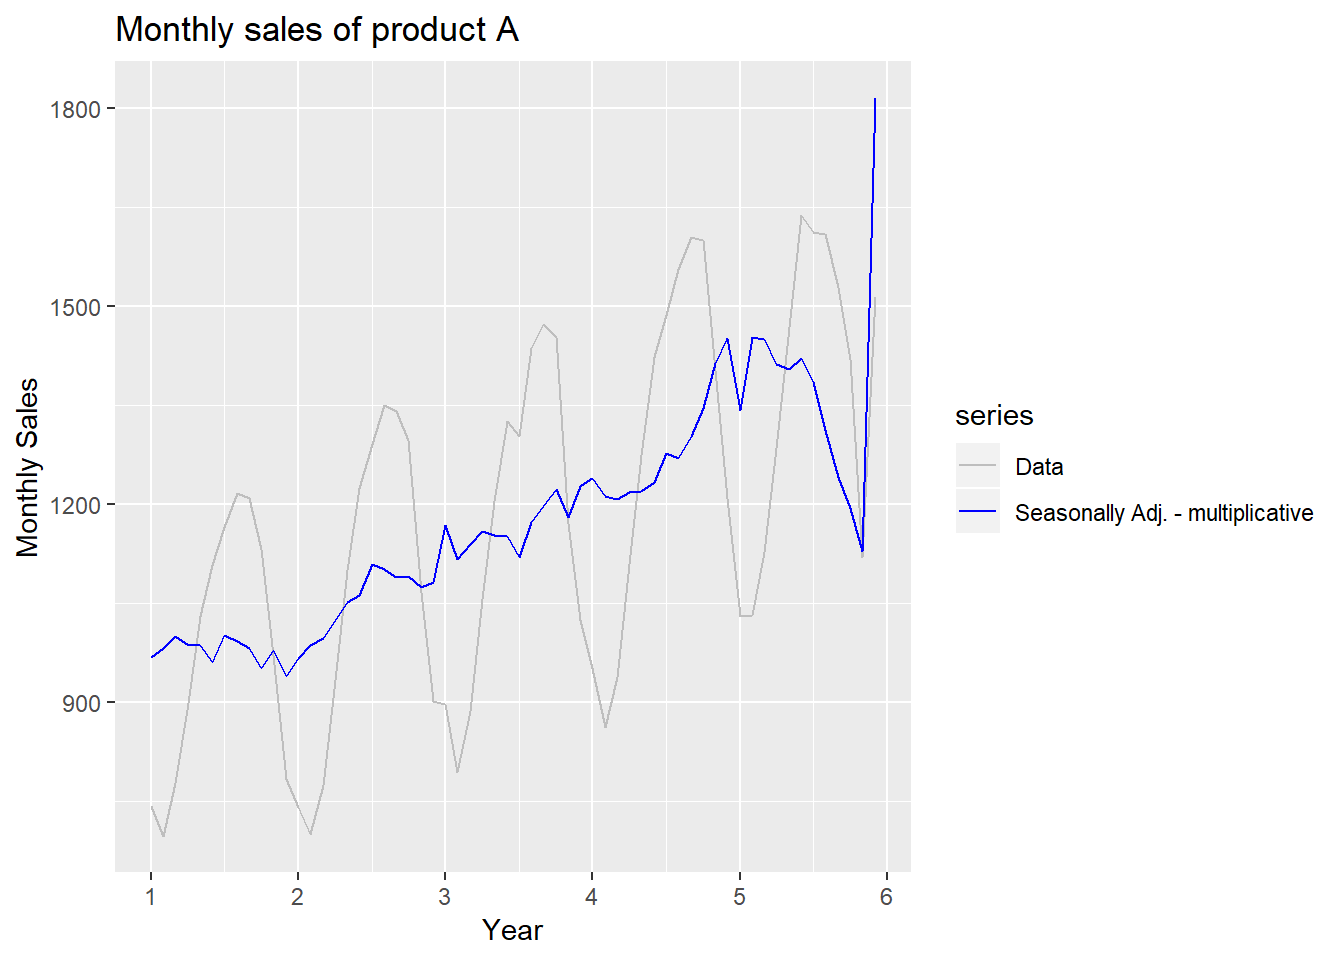 Monthly sales of product A
1800
1500
1200
900
Monthly Sales
1 2 3 4 5 6
Year
series
Data
Seasonally Adj. - multiplicative